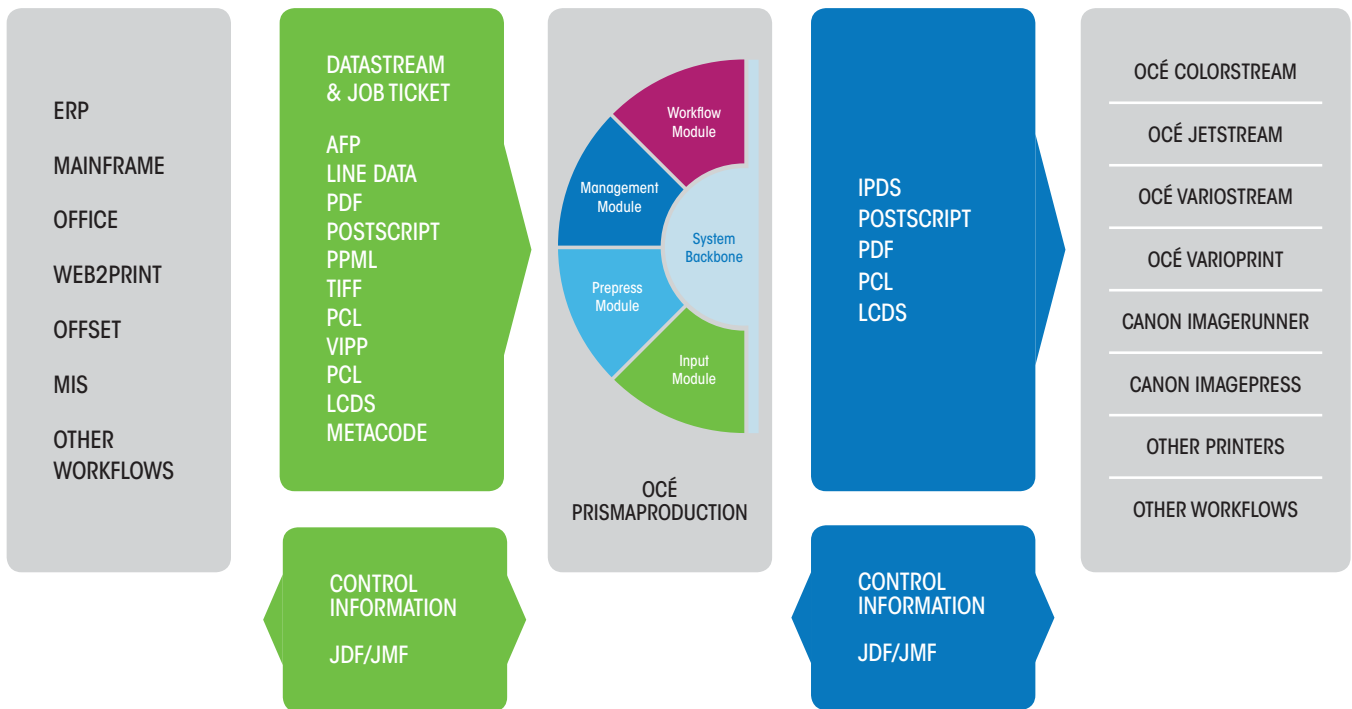 ERP
MAINFRAME
OFFICE
WEB2PRINT
OFFSET
MIS
OTHER
WORKFLOWS
DATASTREAM
& JOB TICKET
AFP
LINE DATA
PDF
POSTSCRIPT
PPML
TIFF
PCL
VIPP
PCL
LCDS
METACODE
CONTROL
INFORMATION
JDF/JMF
Workflow
Module
Management
Module
System
Backbone
Prepress
Module
Input
Module
OCÉ
PRISMAPRODUCTION
IPDS
POSTSCRIPT
PDF
PCL
LCDS
CONTROL
INFORMATION
JDF/JMF
OCÉ COLORSTREAM
OCÉ JETSTREAM
OCÉ VARIOSTREAM
OCÉ VARIOPRINT
CANON IMAGERUNNER
CANON IMAGEPRESS
OTHER PRINTERS
OTHER WORKFLOWS